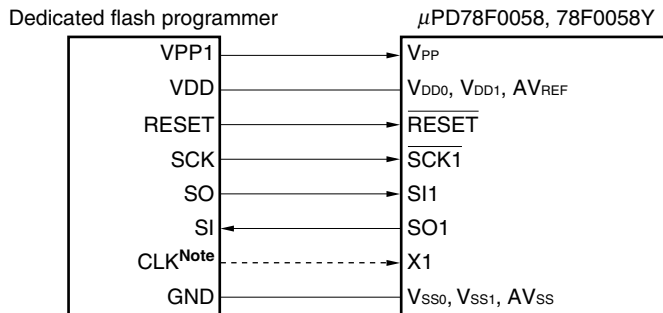 Dedicated flash programmer μPD78F0058, 78F0058Y
VPP1 VPP
VDD VDD0, VDD1, AVREF
RESET RESET
SCK SCK1
SO SI1
SI SO1
CLKNote X1
GND VSS0, VSS1, AVSS